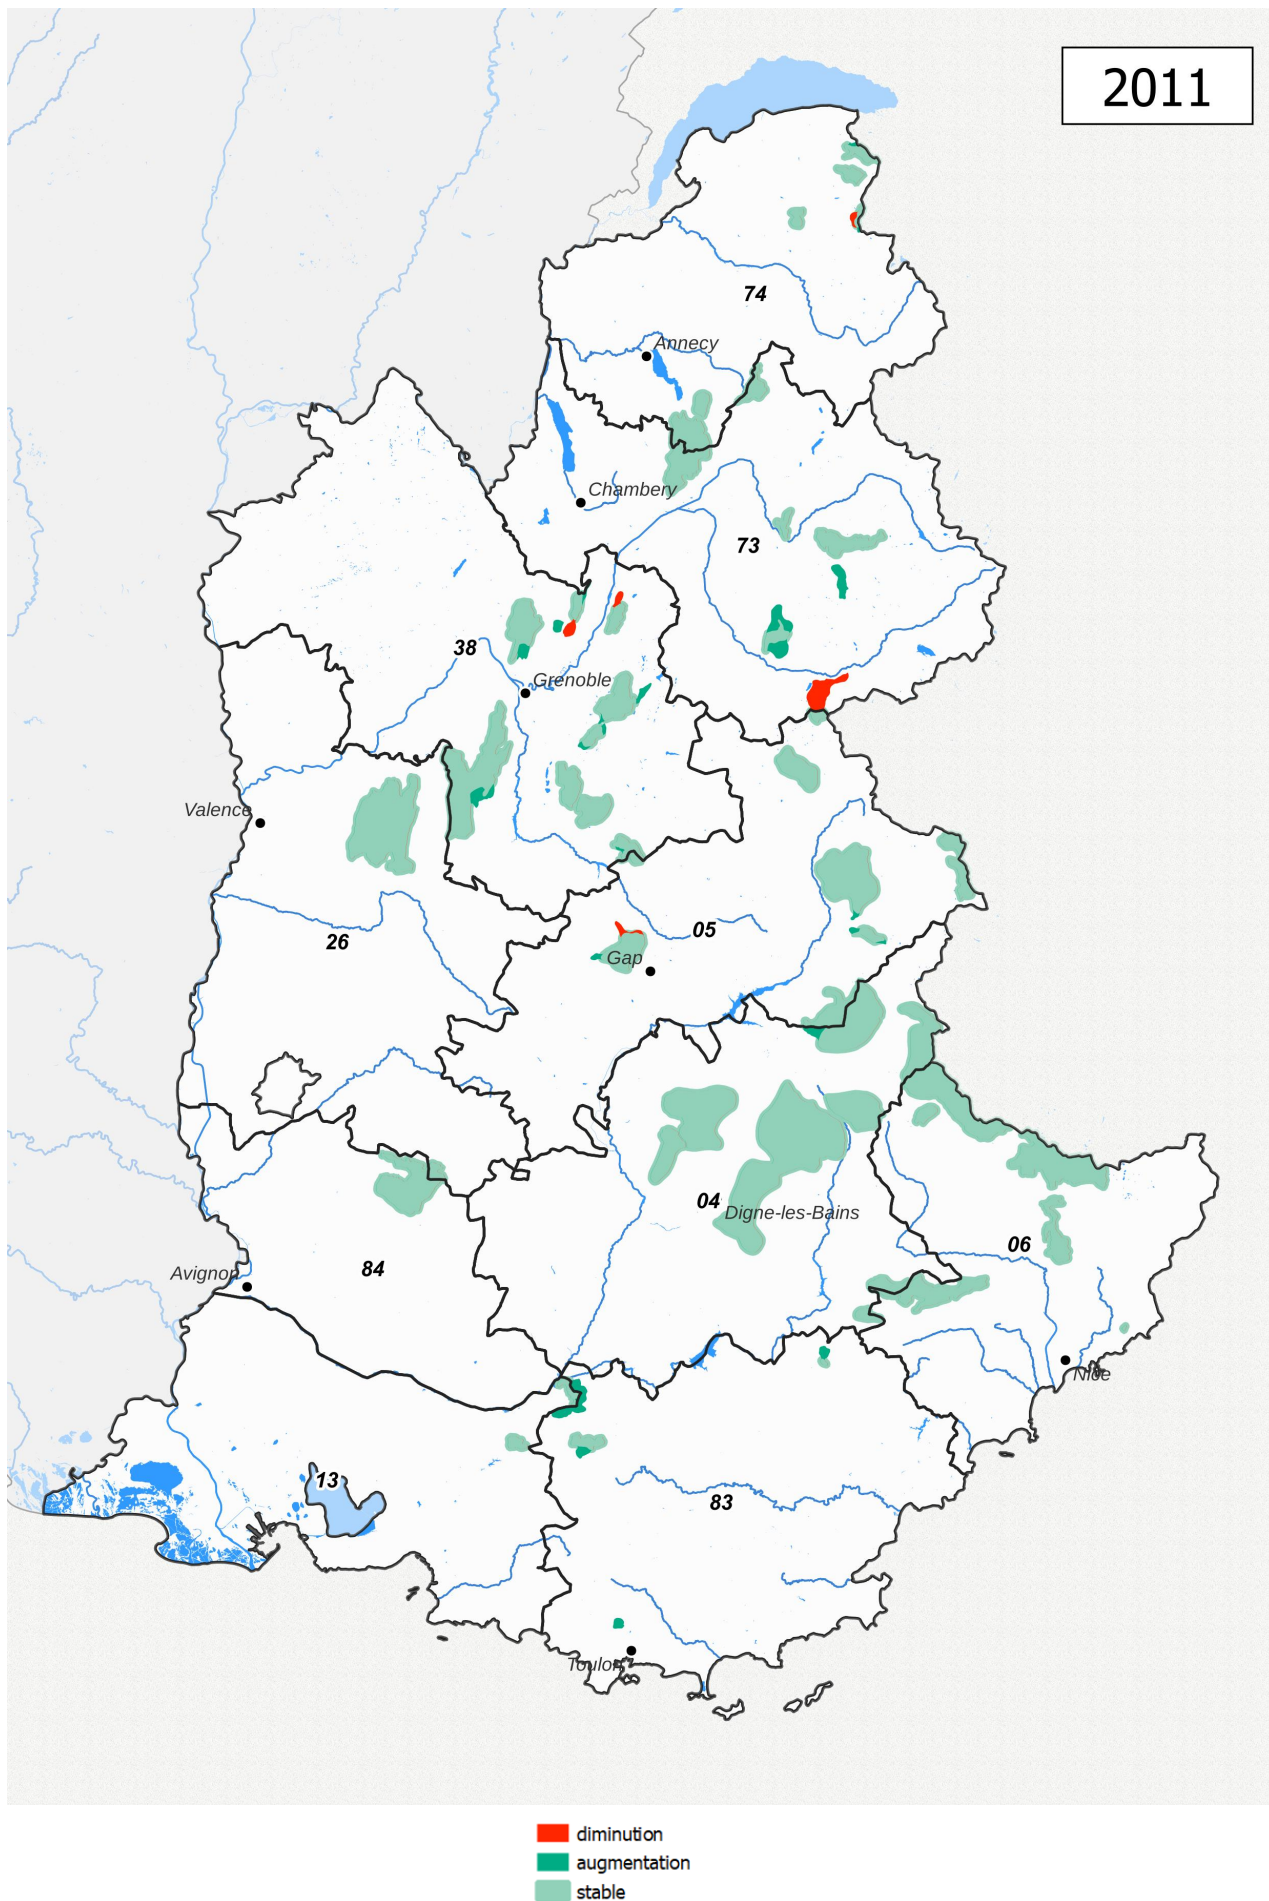 2011
74
Annecy
Chambery
73
38
Grenoble
Valence
26
05
Gap
04
Digne-les-Bains
06
84
Avignon
Nice
13
83
Toulon
diminution
augmentation
stable